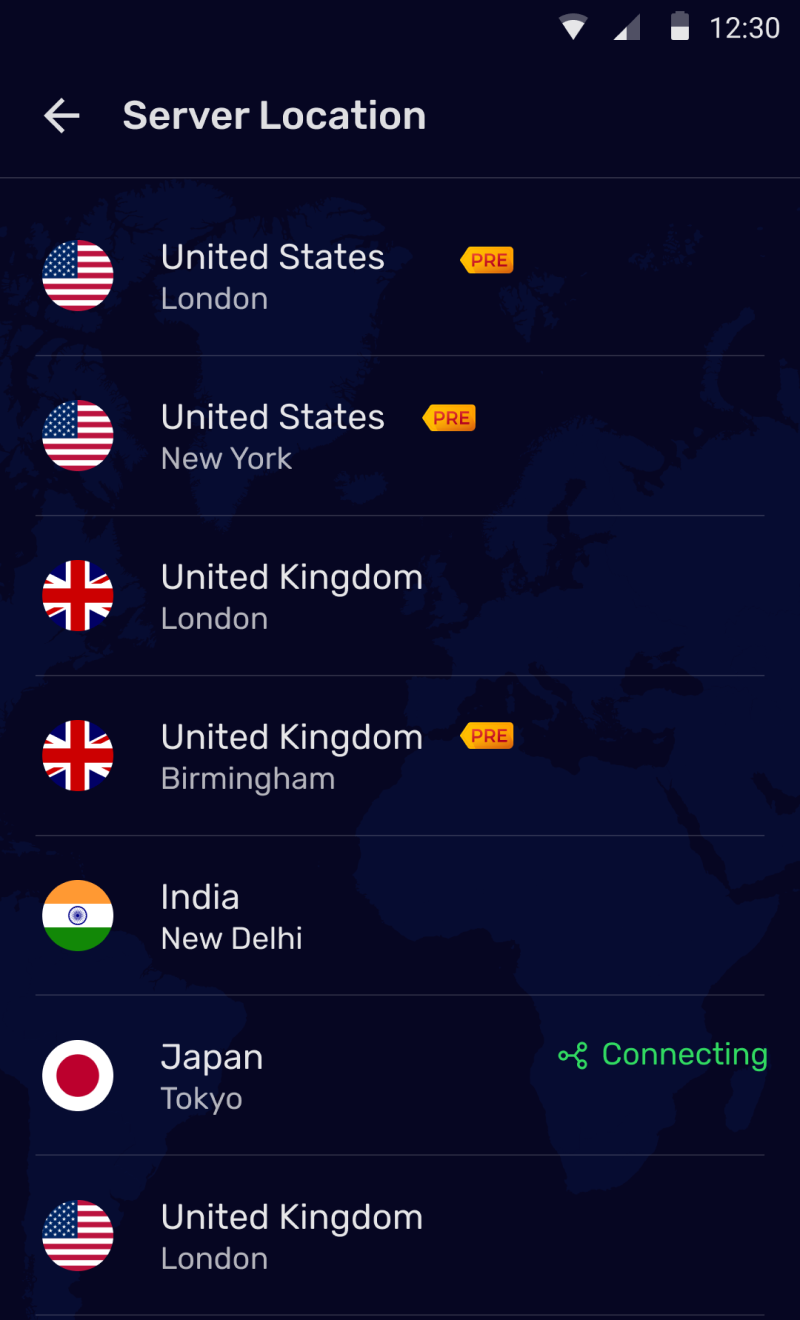 12:30
Server Location
United States PRE
London
United States PRE
New York
United Kingdom
London
United Kingdom PRE
Birmingham
India
New Delhi
Japan Connecting
Tokyo
United Kingdom
London